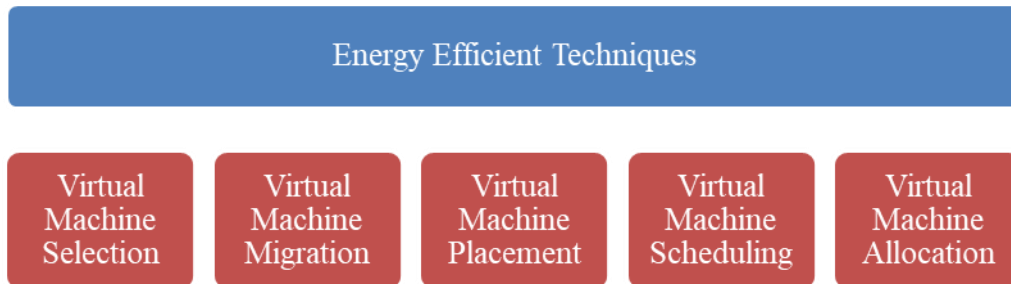 Energy Efficient Techniques
Virtual
Machine
Selection
Virtual
Machine
Migration
Virtual
Machine
Placement
Virtual
Machine
Scheduling
Virtual
Machine
Allocation